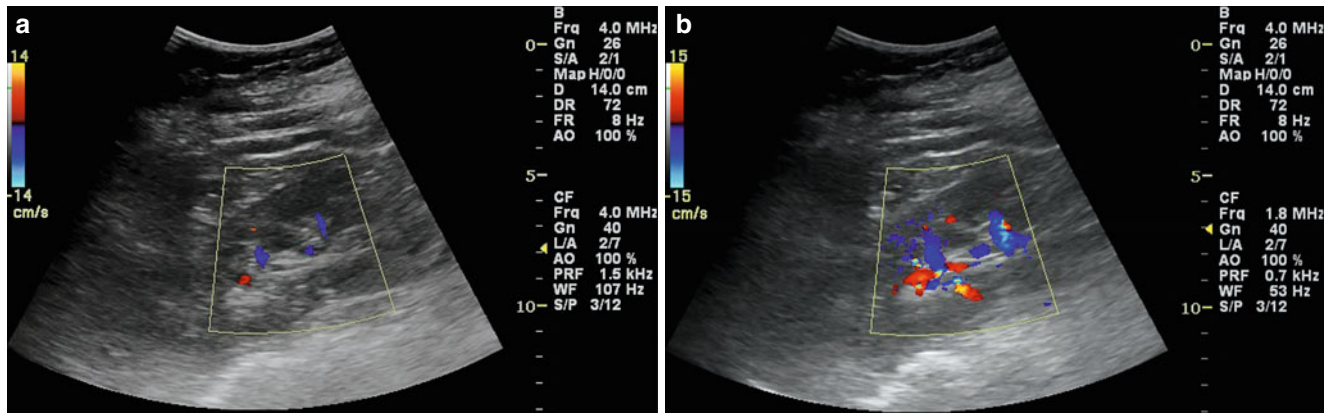 a
14
-14
cm/s
B
Frq 4.0 MHz
Gn 26
S/A 2/1
Map H/0/0
D 14.0 cm
DR 72
FR 8 Hz
AO 100 %
CF
Frq 4.0 MHz
Gn 40
L/A 2/7
AO 100 %
PRF 1.5 kHz
WF 107 Hz
S/P 3/12
0
5
10
b
15
-15
cm/s
B
Frq 4.0 MHz
Gn 26
S/A 2/1
Map H/0/0
D 14.0 cm
DR 72
FR 8 Hz
AO 100 %
CF
Frq 1.8 MHz
Gn 40
L/A 2/7
AO 100 %
PRF 0.7 kHz
WF 53 Hz
S/P 3/12
0
5
10